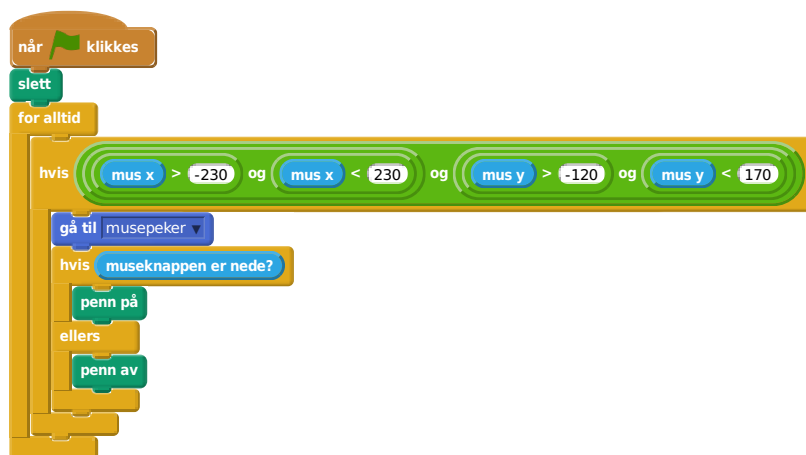 når klikkes
slett
for alltid
hvis mus x > -230 og mus x < 230 og mus y > -120 og mus y < 170
gå til musepeker
hvis museknappen er nede?
penn på
ellers
penn av